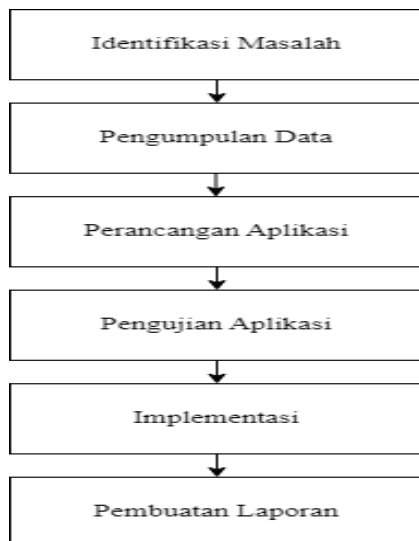 Identifikasi Masalah
Pengumpulan Data
Perancangan Aplikasi
Pengujian Aplikasi
Implementasi
Pembuatan Laporan